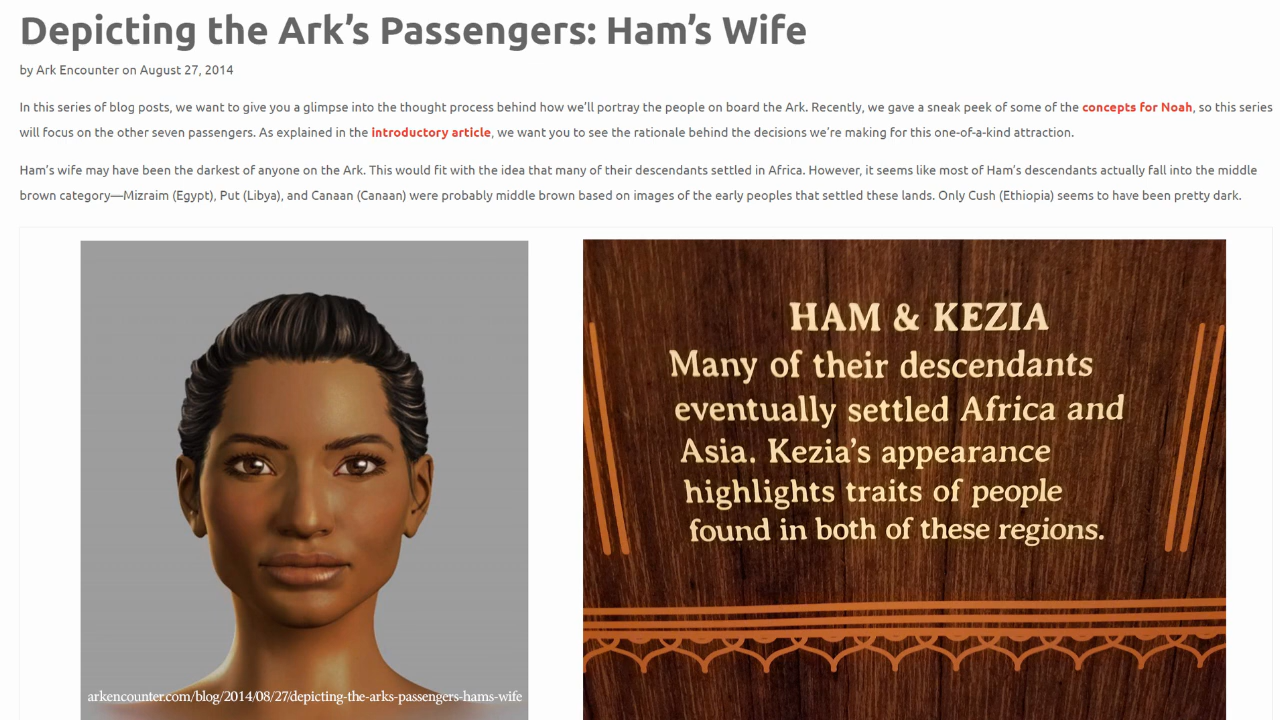 Depicting the Ark’s Passengers: Ham’s Wife
by Ark Encounter on August 27, 2014
In this series of blog posts, we want to give you a glimpse into the thought process behind how we’ll portray the people on board the Ark. Recently, we gave a sneak peek of some of the concepts for Noah, so this series
will focus on the other seven passengers. As explained in the introductory article, we want you to see the rationale behind the decisions we’re making for this one-of-a-kind attraction.
Ham’s wife may have been the darkest of anyone on the Ark. This would fit with the idea that many of their descendants settled in Africa. However, it seems like most of Ham’s descendants actually fall into the middle
brown category—Mizraim (Egypt), Put (Libya), and Canaan (Canaan) were probably middle brown based on images of the early peoples that settled these lands. Only Cush (Ethiopia) seems to have been pretty dark.
arkencounter.com/blog/2014/08/27/depicting-the-arks-passengers-hams-wife
HAM & KEZIA
Many of their descendants
eventually settled Africa and
Asia. Kezia’s appearance
highlights traits of people
found in both of these regions.